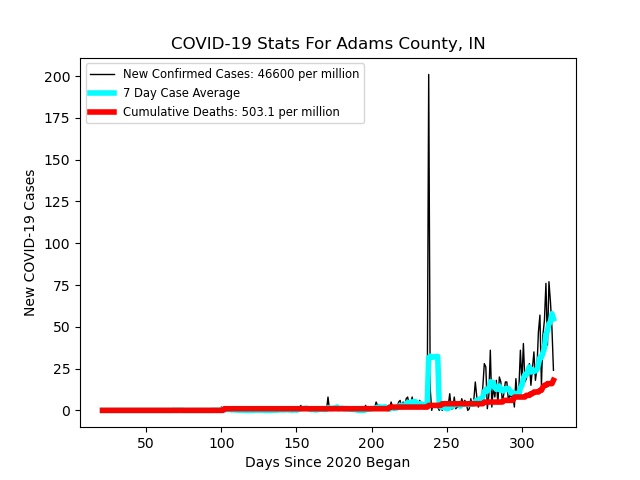 COVID-19 Stats For Adams County, IN
New Confirmed Cases: 46600 per million
7 Day Case Average
Cumulative Deaths: 503.1 per million
New COVID-19 Cases
200
175
150
125
100
75
50
25
0
50 100 150 200 250 300
Days Since 2020 Began